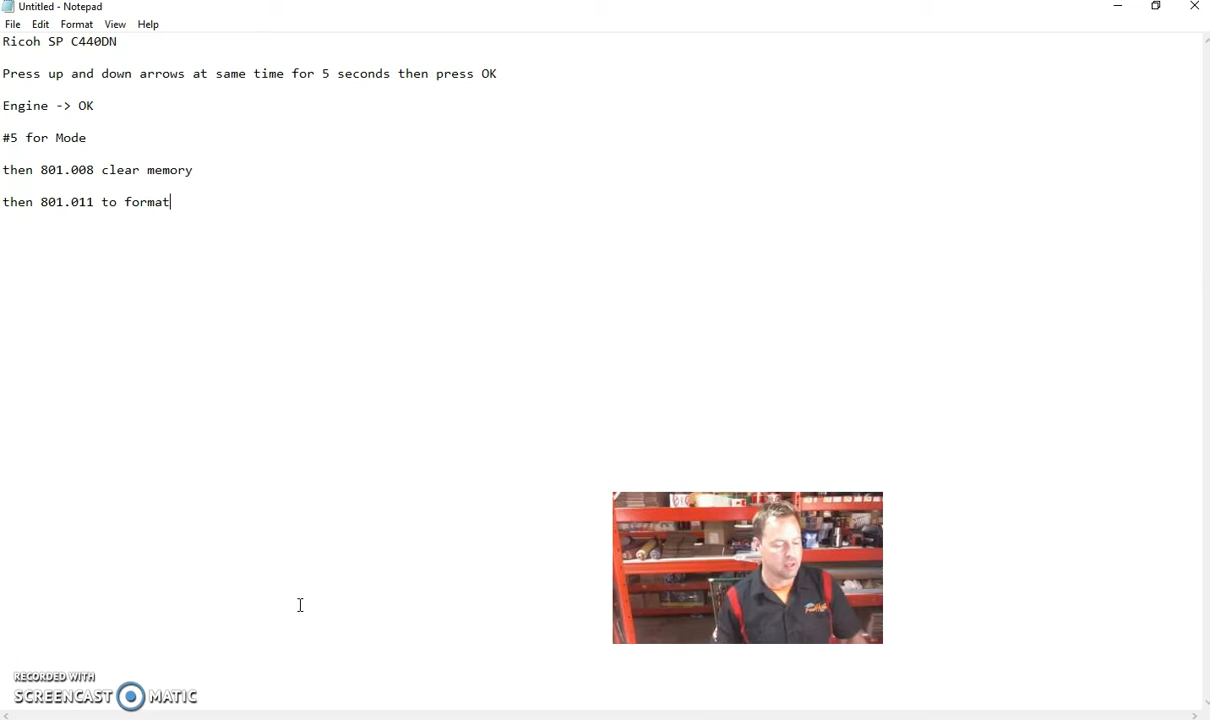 Untitled - Notepad
File Edit Format View Help
Ricoh SP C440DN
Press up and down arrows at same time for 5 seconds then press OK
Engine -> OK
#5 for Mode
then 801.008 clear memory
then 801.011 to format
RECORDED WITH
SCREENCAST MATIC